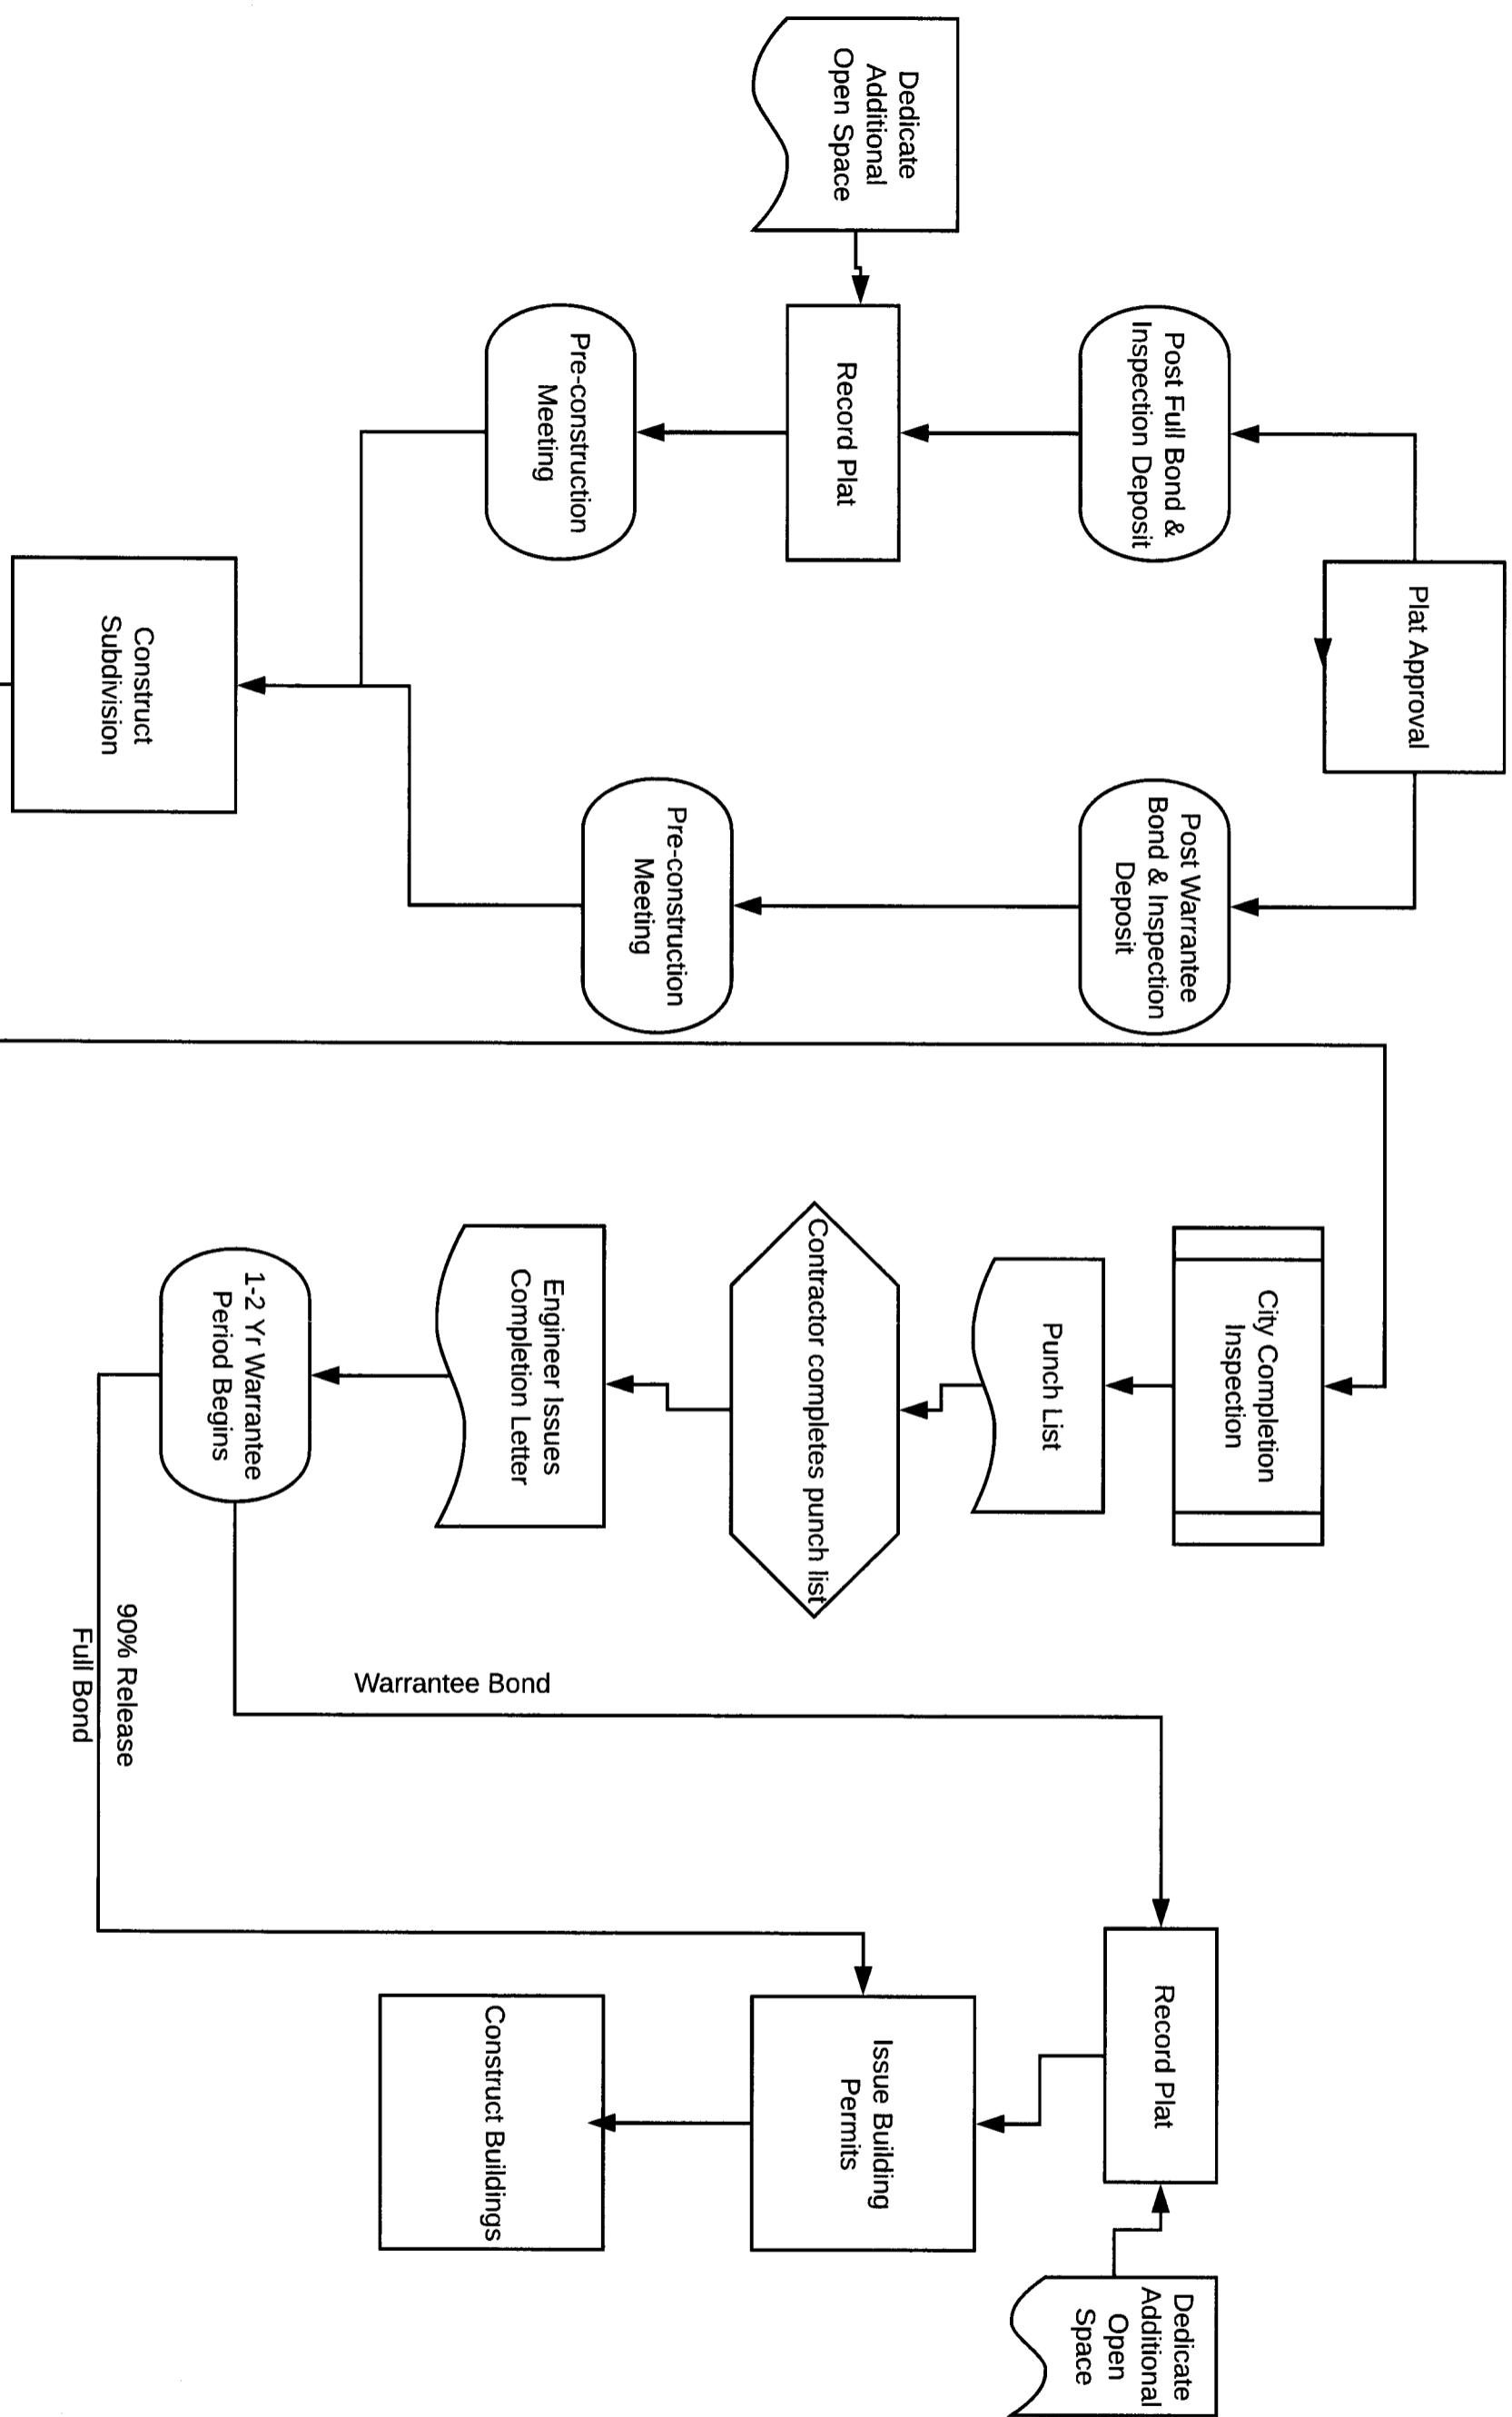 Plat Approval
Post Full Bond &
Inspection Deposit
Post Warrantee
Bond & Inspection
Deposit
Dedicate
Additional
Open Space
Record Plat
Pre-construction
Meeting
Pre-construction
Meeting
Construct
Subdivision
City Completion
Inspection
Punch List
Contractor completes punch list
Engineer Issues
Completion Letter
1-2 Yr Warrantee
Period Begins
Warrantee Bond
90% Release
Full Bond
Record Plat
Dedicate
Additional
Open
Space
Issue Building
Permits
Construct Buildings